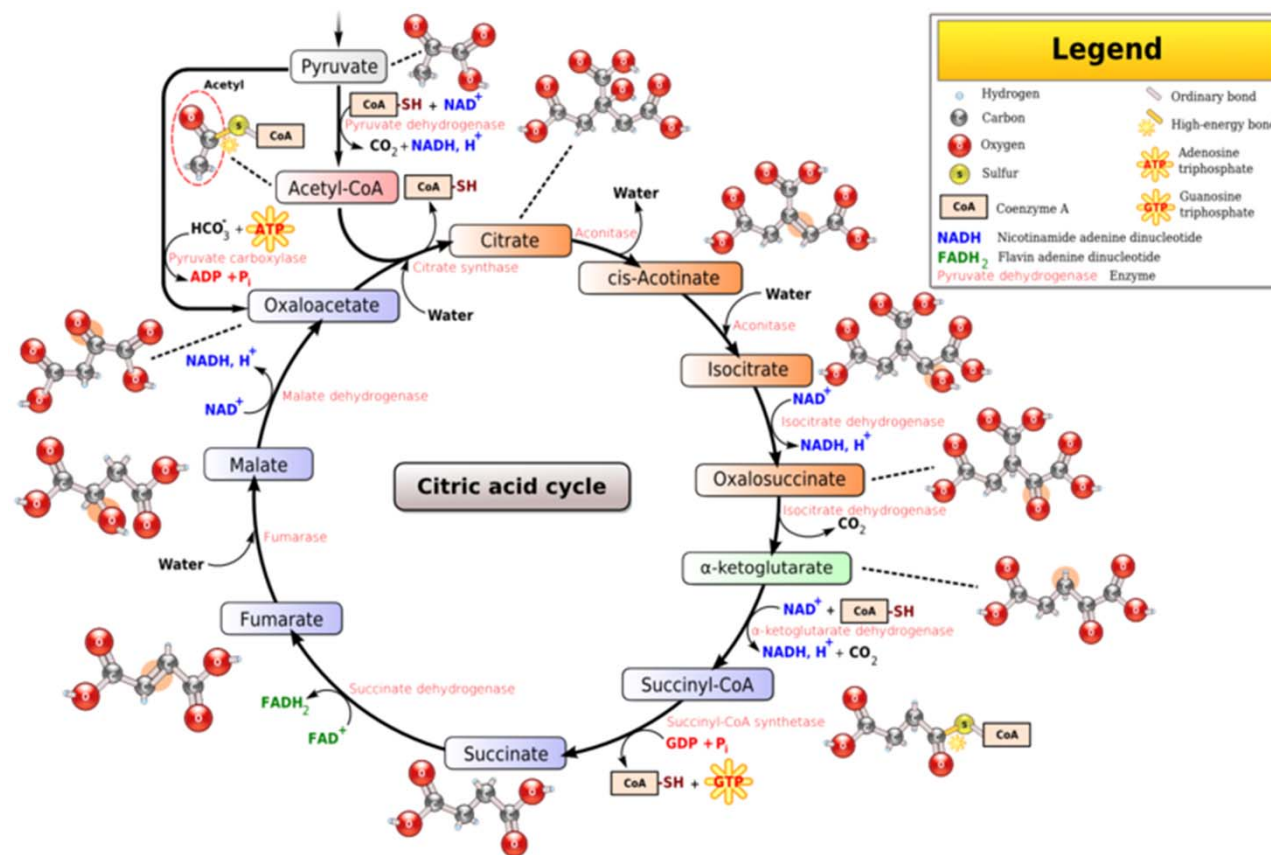 Pyruvate
Acetyl
CoA -SH + NAD+
Pyruvate dehydrogenase
CO2 + NADH, H+
S CoA
Acetyl-CoA
CoA -SH
HCO3- + ATP
Pyruvate carboxylase
ADP + Pi
Citrate
Citrate synthase
Water
Oxaloacetate
Aconitase
Water
cis-Acotinate
Water
Aconitase
Isocitrate
NAD+
Isocitrate dehydrogenase
NADH, H+
Oxalosuccinate
Isocitrate dehydrogenase
CO2
α-ketoglutarate
NAD+ + CoA -SH
α-ketoglutarate dehydrogenase
NADH, H+ + CO2
Succinyl-CoA
S CoA
Succinyl-CoA synthetase
GDP + Pi
CoA -SH + GTP
Succinate
Succinate dehydrogenase
FADH2
FAD+
Fumarate
Fumarase
Water
Malate
Malate dehydrogenase
NADH, H+
NAD+
Citric acid cycle
Legend
Hydrogen
Carbon
C
Oxygen
O
Sulfur
S
CoA Coenzyme A
Ordinary bond
High-energy bond
ATP Adenosine
triphosphate
GTP Guanosine
triphosphate
NADH Nicotinamide adenine dinucleotide
FADH2 Flavin adenine dinucleotide
Pyruvate dehydrogenase Enzyme